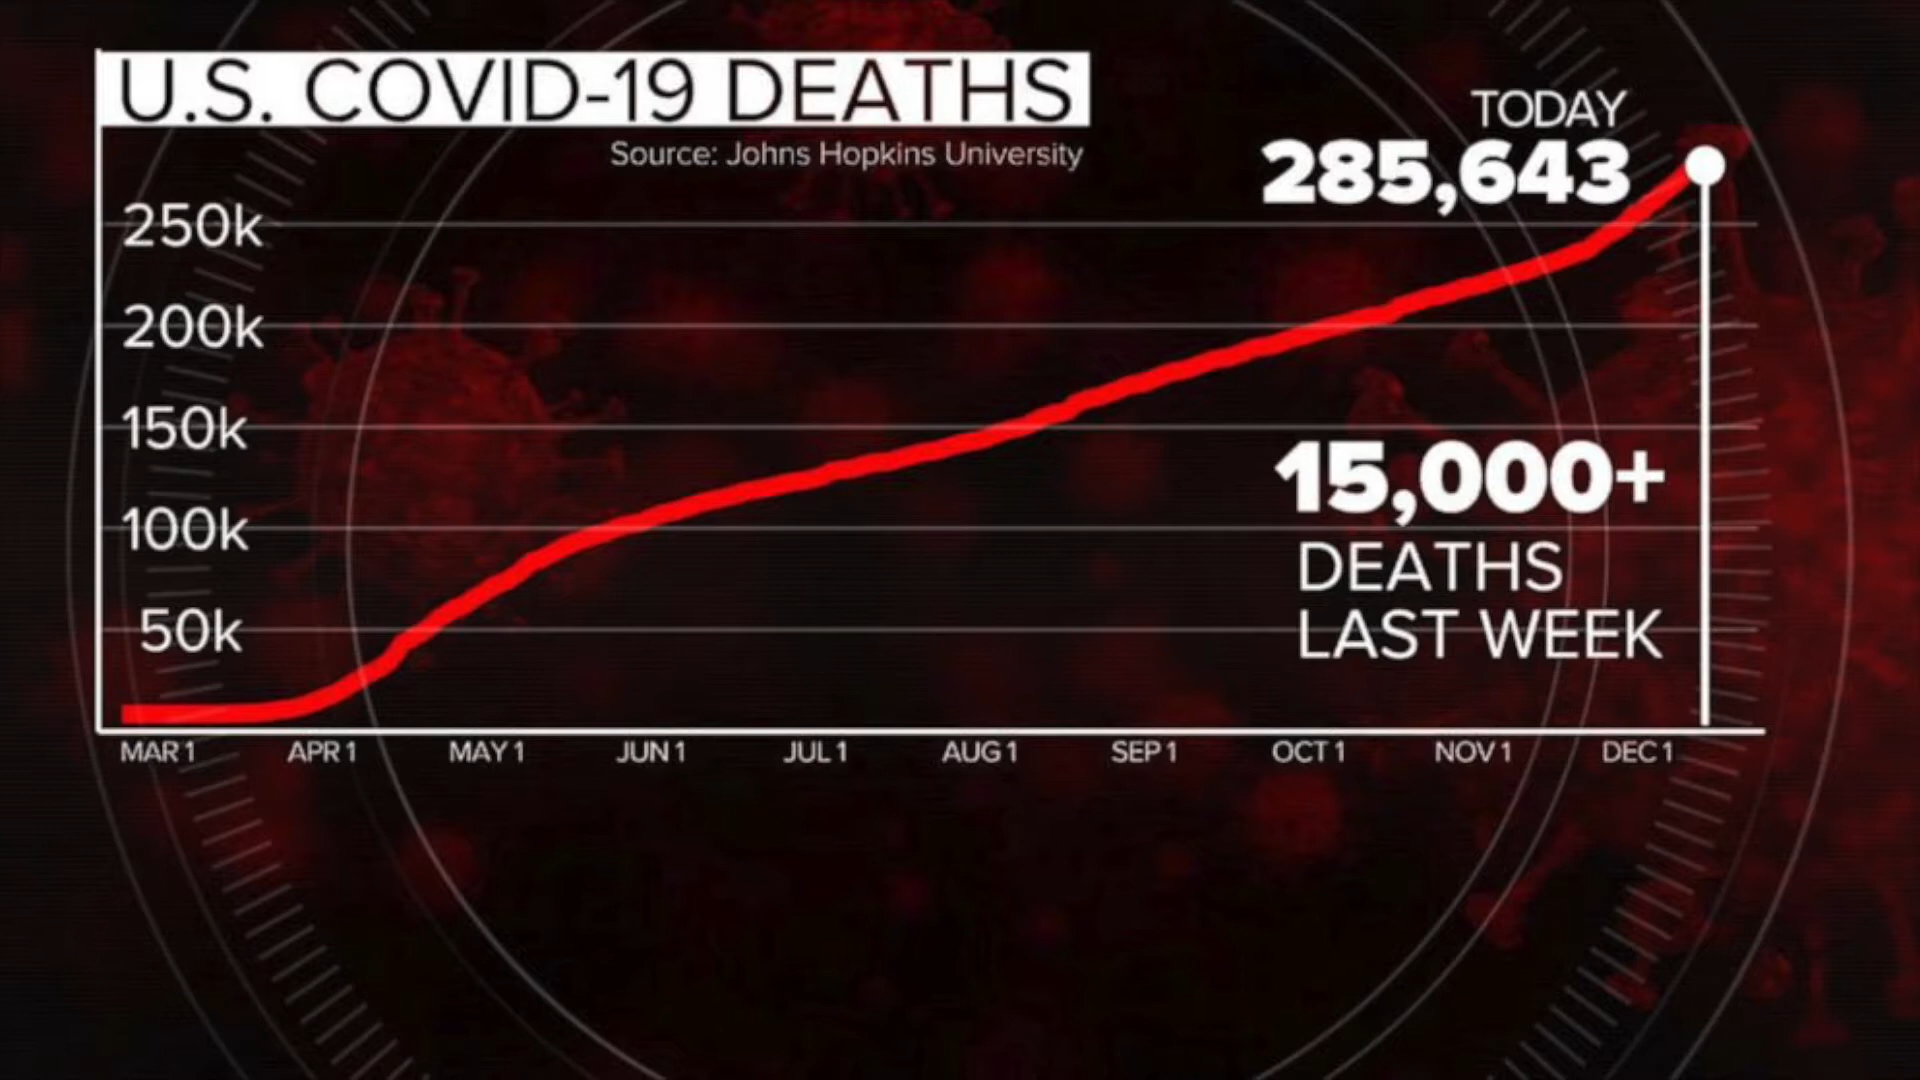 U.S. COVID-19 DEATHS
Source: Johns Hopkins University
TODAY
285,643
250k
200k
150k
100k
50k
15,000+
DEATHS
LAST WEEK
MAR 1 APR 1 MAY 1 JUN 1 JUL 1 AUG 1 SEP 1 OCT 1 NOV 1 DEC 1